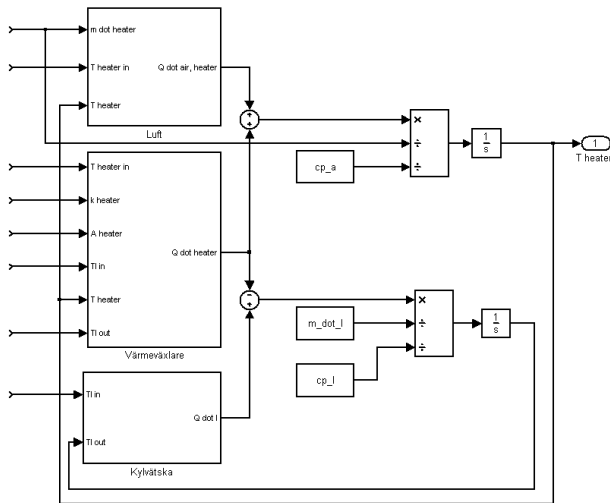 m dot heater
T heater in
T heater
Q dot air, heater
Luft
+
+
×
÷
÷
cp_a
1
s
1
T heater
T heater in
k heater
A heater
Tl in
T heater
Tl out
Q dot heater
Värmeväxlare
−
+
×
÷
÷
m_dot_l
cp_l
1
s
Tl in
Tl out
Q dot l
Kylvätska